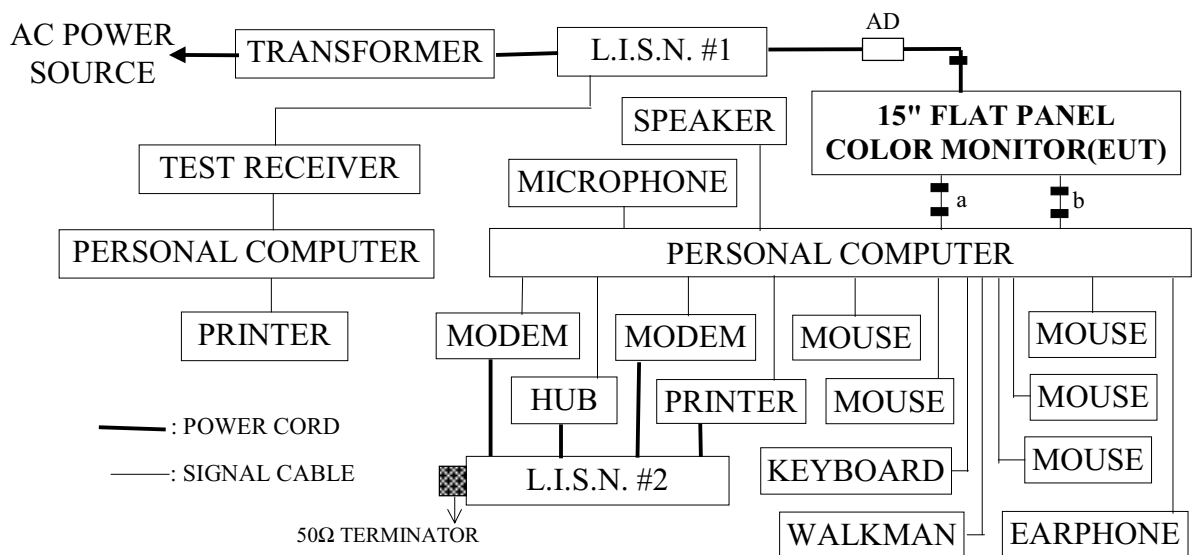 AC POWER
SOURCE
TRANSFORMER
L.I.S.N. #1
AD
15" FLAT PANEL
COLOR MONITOR(EUT)
SPEAKER
TEST RECEIVER
MICROPHONE
a
b
PERSONAL COMPUTER
PERSONAL COMPUTER
PRINTER
MODEM
MODEM
MOUSE
MOUSE
HUB
PRINTER
MOUSE
MOUSE
: POWER CORD
MOUSE
: SIGNAL CABLE
L.I.S.N. #2
KEYBOARD
50Ω TERMINATOR
WALKMAN
EARPHONE